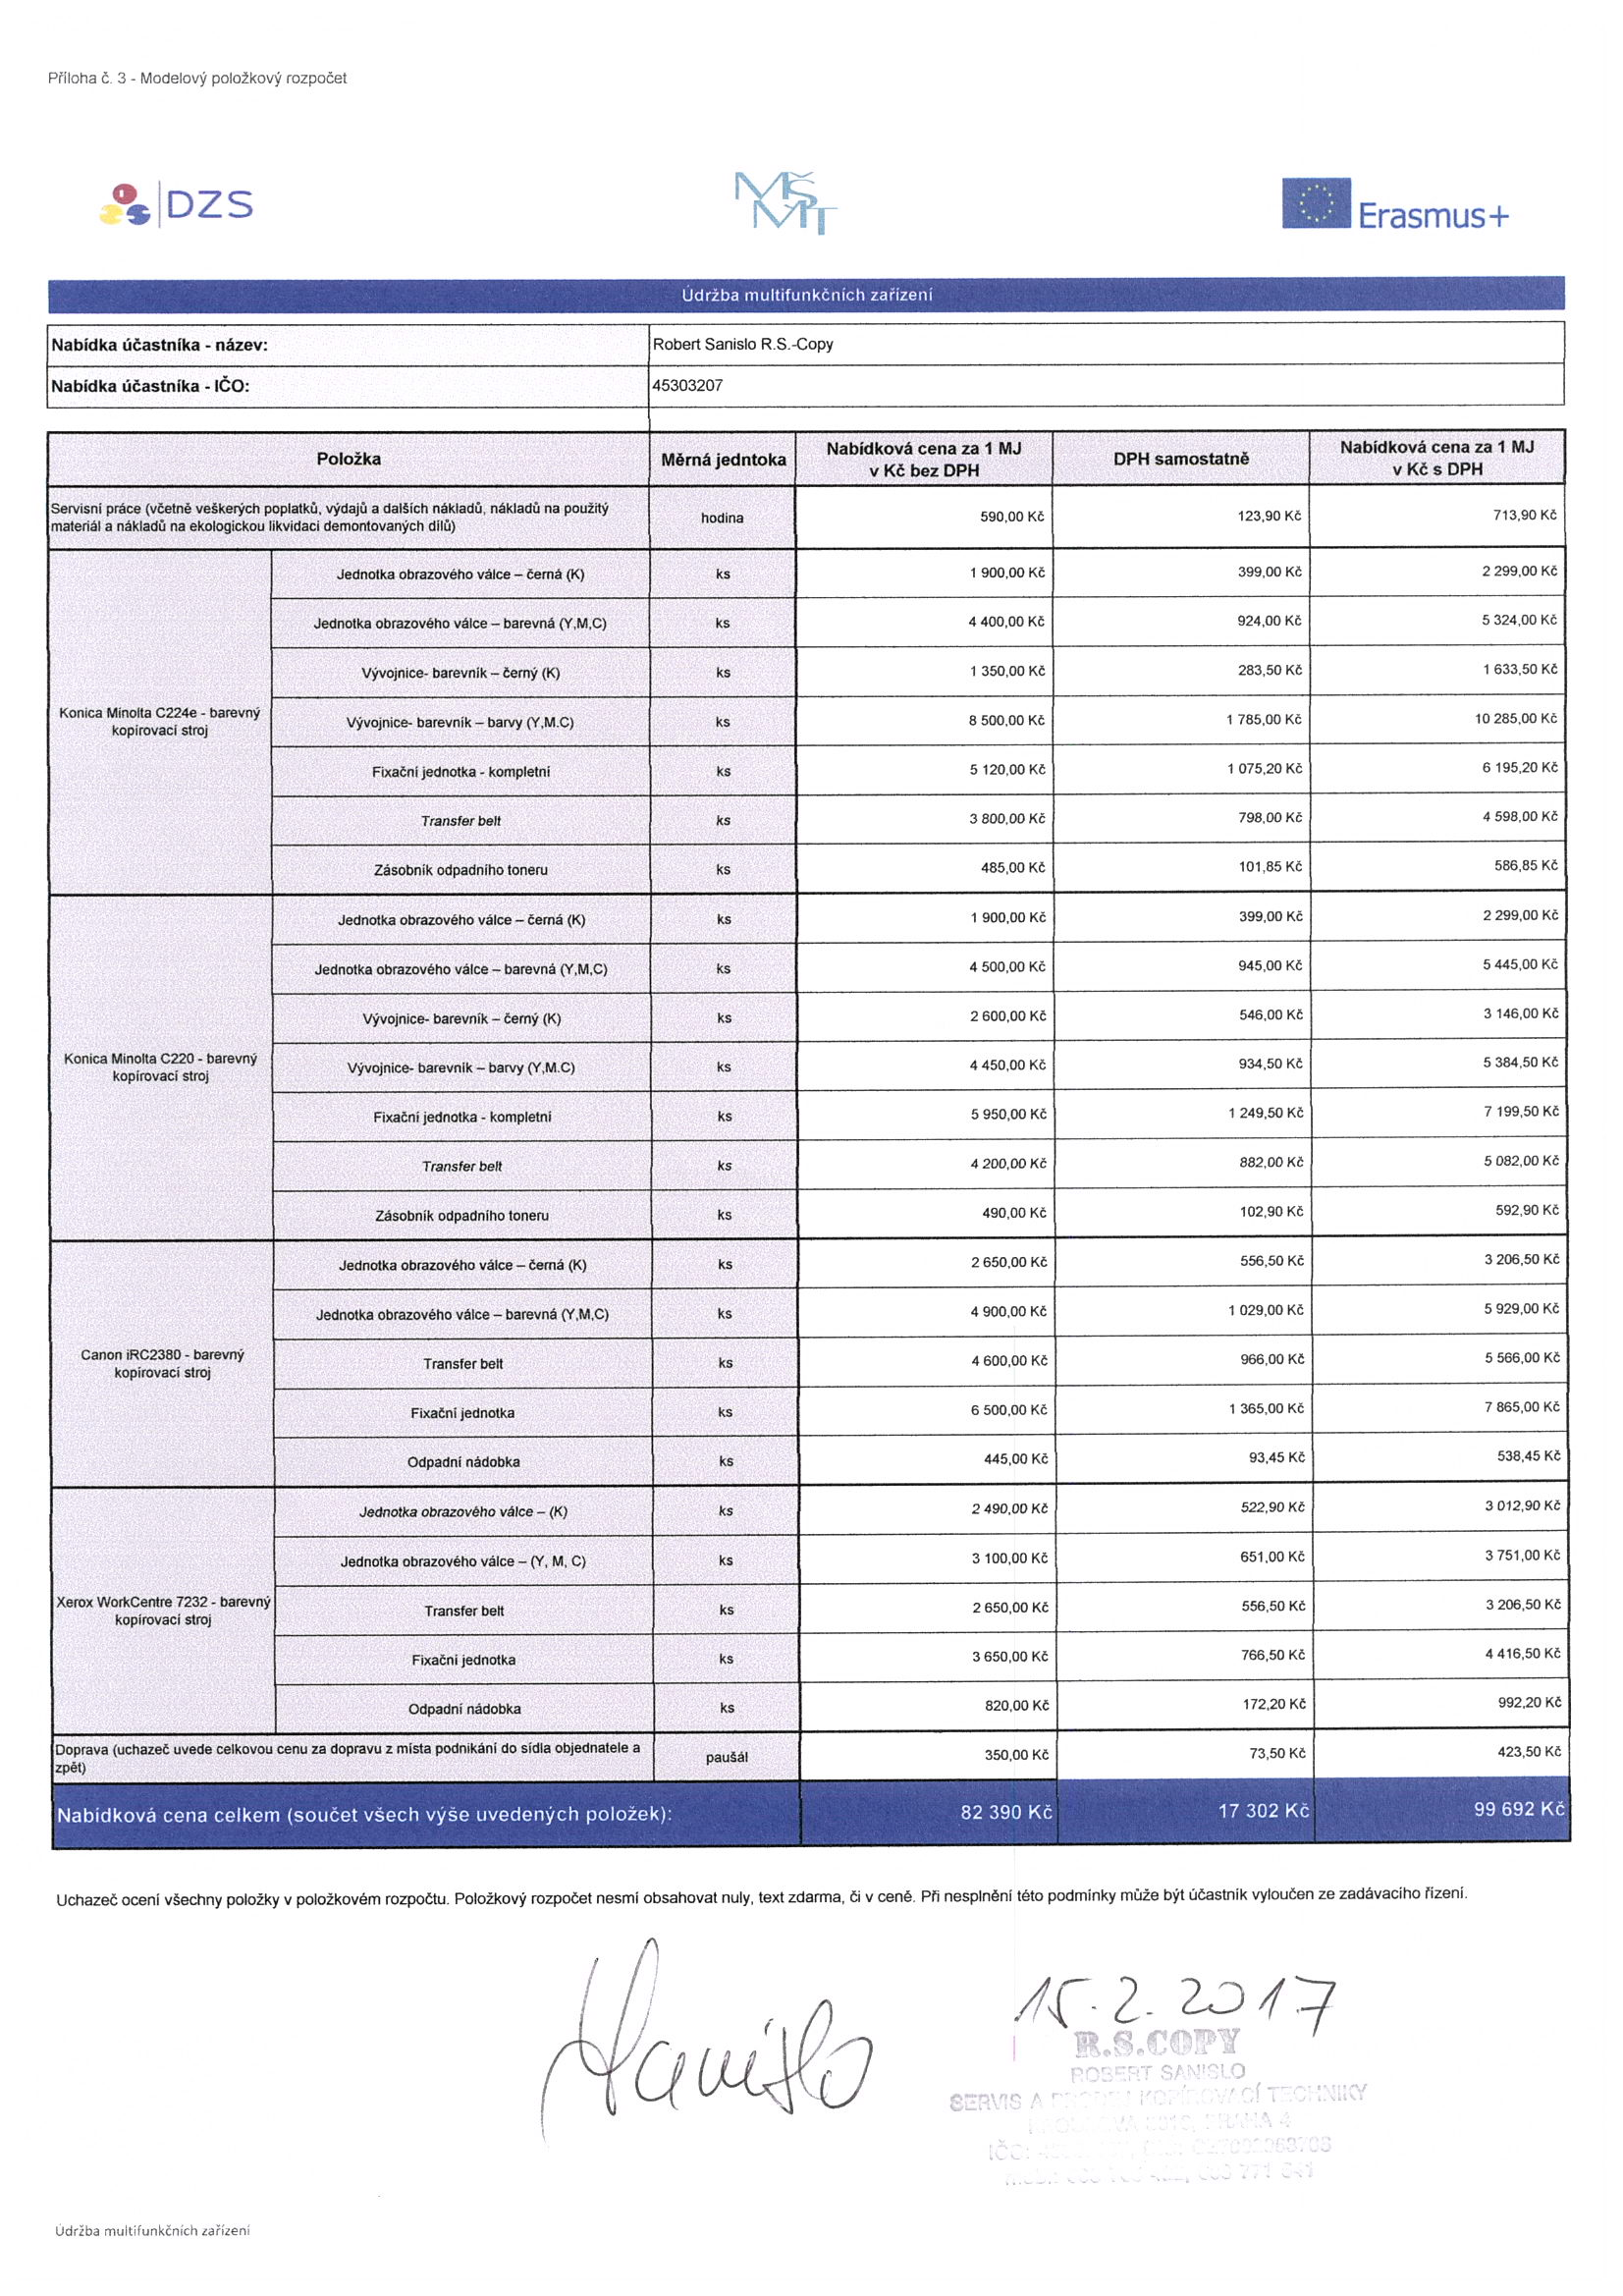 Příloha č. 3 - Modelový položkový rozpočet
DZS
MŠMT
Erasmus+
Údržba multifunkčních zařízení
Nabídka účastníka - název: Robert Sanislo R.S.-Copy
Nabídka účastníka - IČO: 45303207
Položka Měrná jedntoka Nabídková cena za 1 MJ v Kč bez DPH DPH samostatně Nabídková cena za 1 MJ v Kč s DPH
Servisní práce (včetně veškerých poplatků, výdajů a dalších nákladů, nákladů na použitý materiál a nákladů na ekologickou likvidaci demontovaných dílů) hodina 590,00 Kč 123,90 Kč 713,90 Kč
Konica Minolta C224e - barevný kopírovací stroj
Jednotka obrazového válce – černá (K) ks 1 900,00 Kč 399,00 Kč 2 299,00 Kč
Jednotka obrazového válce – barevná (Y,M,C) ks 4 400,00 Kč 924,00 Kč 5 324,00 Kč
Vývojnice- barevník – černý (K) ks 1 350,00 Kč 283,50 Kč 1 633,50 Kč
Vývojnice- barevník – barvy (Y,M.C) ks 8 500,00 Kč 1 785,00 Kč 10 285,00 Kč
Fixační jednotka - kompletní ks 5 120,00 Kč 1 075,20 Kč 6 195,20 Kč
Transfer belt ks 3 800,00 Kč 798,00 Kč 4 598,00 Kč
Zásobník odpadního toneru ks 485,00 Kč 101,85 Kč 586,85 Kč
Konica Minolta C220 - barevný kopírovací stroj
Jednotka obrazového válce – černá (K) ks 1 900,00 Kč 399,00 Kč 2 299,00 Kč
Jednotka obrazového válce – barevná (Y,M,C) ks 4 500,00 Kč 945,00 Kč 5 445,00 Kč
Vývojnice- barevník – černý (K) ks 2 600,00 Kč 546,00 Kč 3 146,00 Kč
Vývojnice- barevník – barvy (Y,M.C) ks 4 450,00 Kč 934,50 Kč 5 384,50 Kč
Fixační jednotka - kompletní ks 5 950,00 Kč 1 249,50 Kč 7 199,50 Kč
Transfer belt ks 4 200,00 Kč 882,00 Kč 5 082,00 Kč
Zásobník odpadního toneru ks 490,00 Kč 102,90 Kč 592,90 Kč
Canon iRC2380 - barevný kopírovací stroj
Jednotka obrazového válce – černá (K) ks 2 650,00 Kč 556,50 Kč 3 206,50 Kč
Jednotka obrazového válce – barevná (Y,M,C) ks 4 900,00 Kč 1 029,00 Kč 5 929,00 Kč
Transfer belt ks 4 600,00 Kč 966,00 Kč 5 566,00 Kč
Fixační jednotka ks 6 500,00 Kč 1 365,00 Kč 7 865,00 Kč
Odpadní nádobka ks 445,00 Kč 93,45 Kč 538,45 Kč
Xerox WorkCentre 7232 - barevný kopírovací stroj
Jednotka obrazového válce – (K) ks 2 490,00 Kč 522,90 Kč 3 012,90 Kč
Jednotka obrazového válce – (Y, M, C) ks 3 100,00 Kč 651,00 Kč 3 751,00 Kč
Transfer belt ks 2 650,00 Kč 556,50 Kč 3 206,50 Kč
Fixační jednotka ks 3 650,00 Kč 766,50 Kč 4 416,50 Kč
Odpadní nádobka ks 820,00 Kč 172,20 Kč 992,20 Kč
Doprava (uchazeč uvede celkovou cenu za dopravu z místa podnikání do sídla objednatele a zpět) paušál 350,00 Kč 73,50 Kč 423,50 Kč
Nabídková cena celkem (součet všech výše uvedených položek): 82 390 Kč 17 302 Kč 99 692 Kč
Uchazeč ocení všechny položky v položkovém rozpočtu. Položkový rozpočet nesmí obsahovat nuly, text zdarma, či v ceně. Při nesplnění této podmínky může být účastník vyloučen ze zadávacího řízení.
Sanislo
15.2.2017
R.S.COPY
ROBERT SANISLO
SERVIS A PRODEJ KOPÍROVACÍ TECHNIKY
PRAHA 4
IČO:
Údržba multifunkčních zařízení